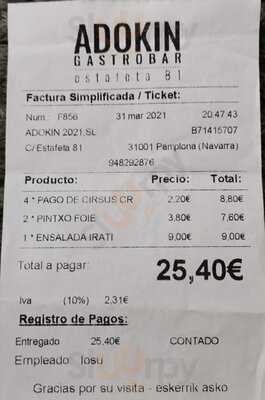 ADOKIN
GASTROBAR
estafeta 81
Factura Simplificada / Ticket:
Num.: F856 31 mar 2021 20:47:43
ADOKIN 2021,SL B71415707
C/ Estafeta 81 31001 Pamplona (Navarra)
948292876
Producto: Precio: Total:
4 * PAGO DE CIRSUS CR 2,20€ 8,80€
2 * PINTXO FOIE 3,80€ 7,60€
1 * ENSALADA IRATI 9,00€ 9,00€
Total a pagar: 25,40€
Iva (10%) 2,31€
Registro de Pagos:
Entregado 25,40€ CONTADO
Empleado: Iosu
Gracias por su visita - eskerrik asko